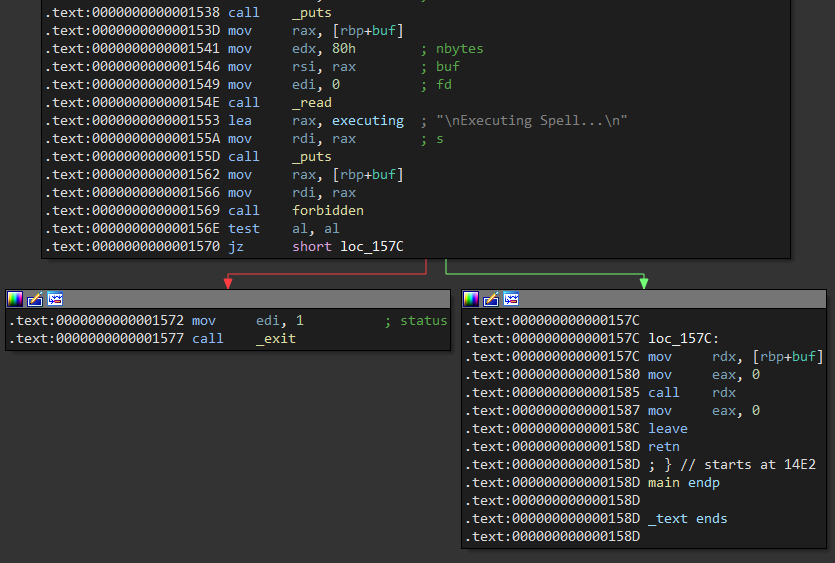 .text:0000000000001538 call    _puts
.text:000000000000153D mov     rax, [rbp+buf]
.text:0000000000001541 mov     edx, 80h        ; nbytes
.text:0000000000001546 mov     rsi, rax        ; buf
.text:0000000000001549 mov     edi, 0          ; fd
.text:000000000000154E call    _read
.text:0000000000001553 lea     rax, executing  ; "\nExecuting Spell...\n"
.text:000000000000155A mov     rdi, rax        ; s
.text:000000000000155D call    _puts
.text:0000000000001562 mov     rax, [rbp+buf]
.text:0000000000001566 mov     rdi, rax
.text:0000000000001569 call    forbidden
.text:000000000000156E test    al, al
.text:0000000000001570 jz      short loc_157C
.text:0000000000001572 mov     edi, 1          ; status
.text:0000000000001577 call    _exit
.text:000000000000157C
.text:000000000000157C loc_157C:
.text:000000000000157C mov     rdx, [rbp+buf]
.text:0000000000001580 mov     eax, 0
.text:0000000000001585 call    rdx
.text:0000000000001587 mov     eax, 0
.text:000000000000158C leave
.text:000000000000158D retn
.text:000000000000158D ; } // starts at 14E2
.text:000000000000158D main endp
.text:000000000000158D
.text:000000000000158D _text ends
.text:000000000000158D